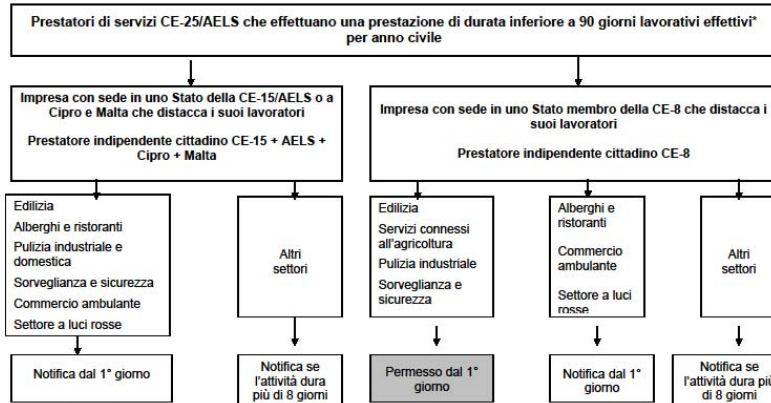 Prestatori di servizi CE-25/AELS che effettuano una prestazione di durata inferiore a 90 giorni lavorativi effettivi*
per anno civile
Impresa con sede in uno Stato della CE-15/AELS o a
Cipro e Malta che distacca i suoi lavoratori
Prestatore indipendente cittadino CE-15 + AELS +
Cipro + Malta
Impresa con sede in uno Stato membro della CE-8 che distacca i
suoi lavoratori
Prestatore indipendente cittadino CE-8
Edilizia
Alberghi e ristoranti
Pulizia industriale e
domestica
Sorveglianza e sicurezza
Commercio ambulante
Settore a luci rosse
Altri
settori
Edilizia
Servizi connessi
all'agricoltura
Pulizia industriale
Sorveglianza e
sicurezza
Alberghi e
ristoranti
Commercio
ambulante
Settore a luci
rosse
Altri
settori
Notifica dal 1° giorno
Notifica se
l'attività dura
più di 8 giorni
Permesso dal 1°
giorno
Notifica dal 1°
giorno
Notifica se
l'attività dura più
di 8 giorni